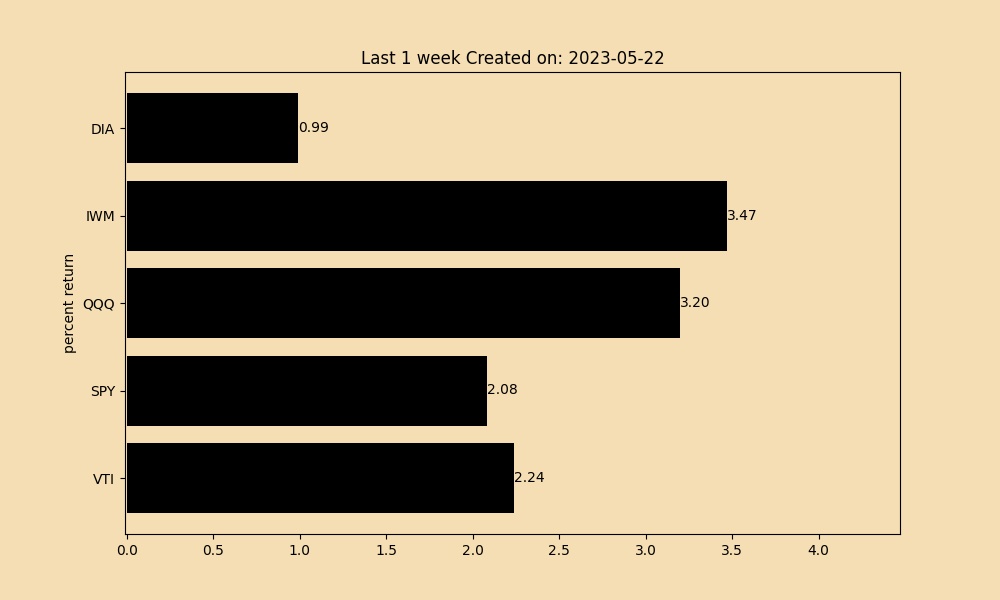 Last 1 week Created on: 2023-05-22
DIA
0.99
IWM
3.47
percent return
QQQ
3.20
SPY
2.08
VTI
2.24
0.0 0.5 1.0 1.5 2.0 2.5 3.0 3.5 4.0